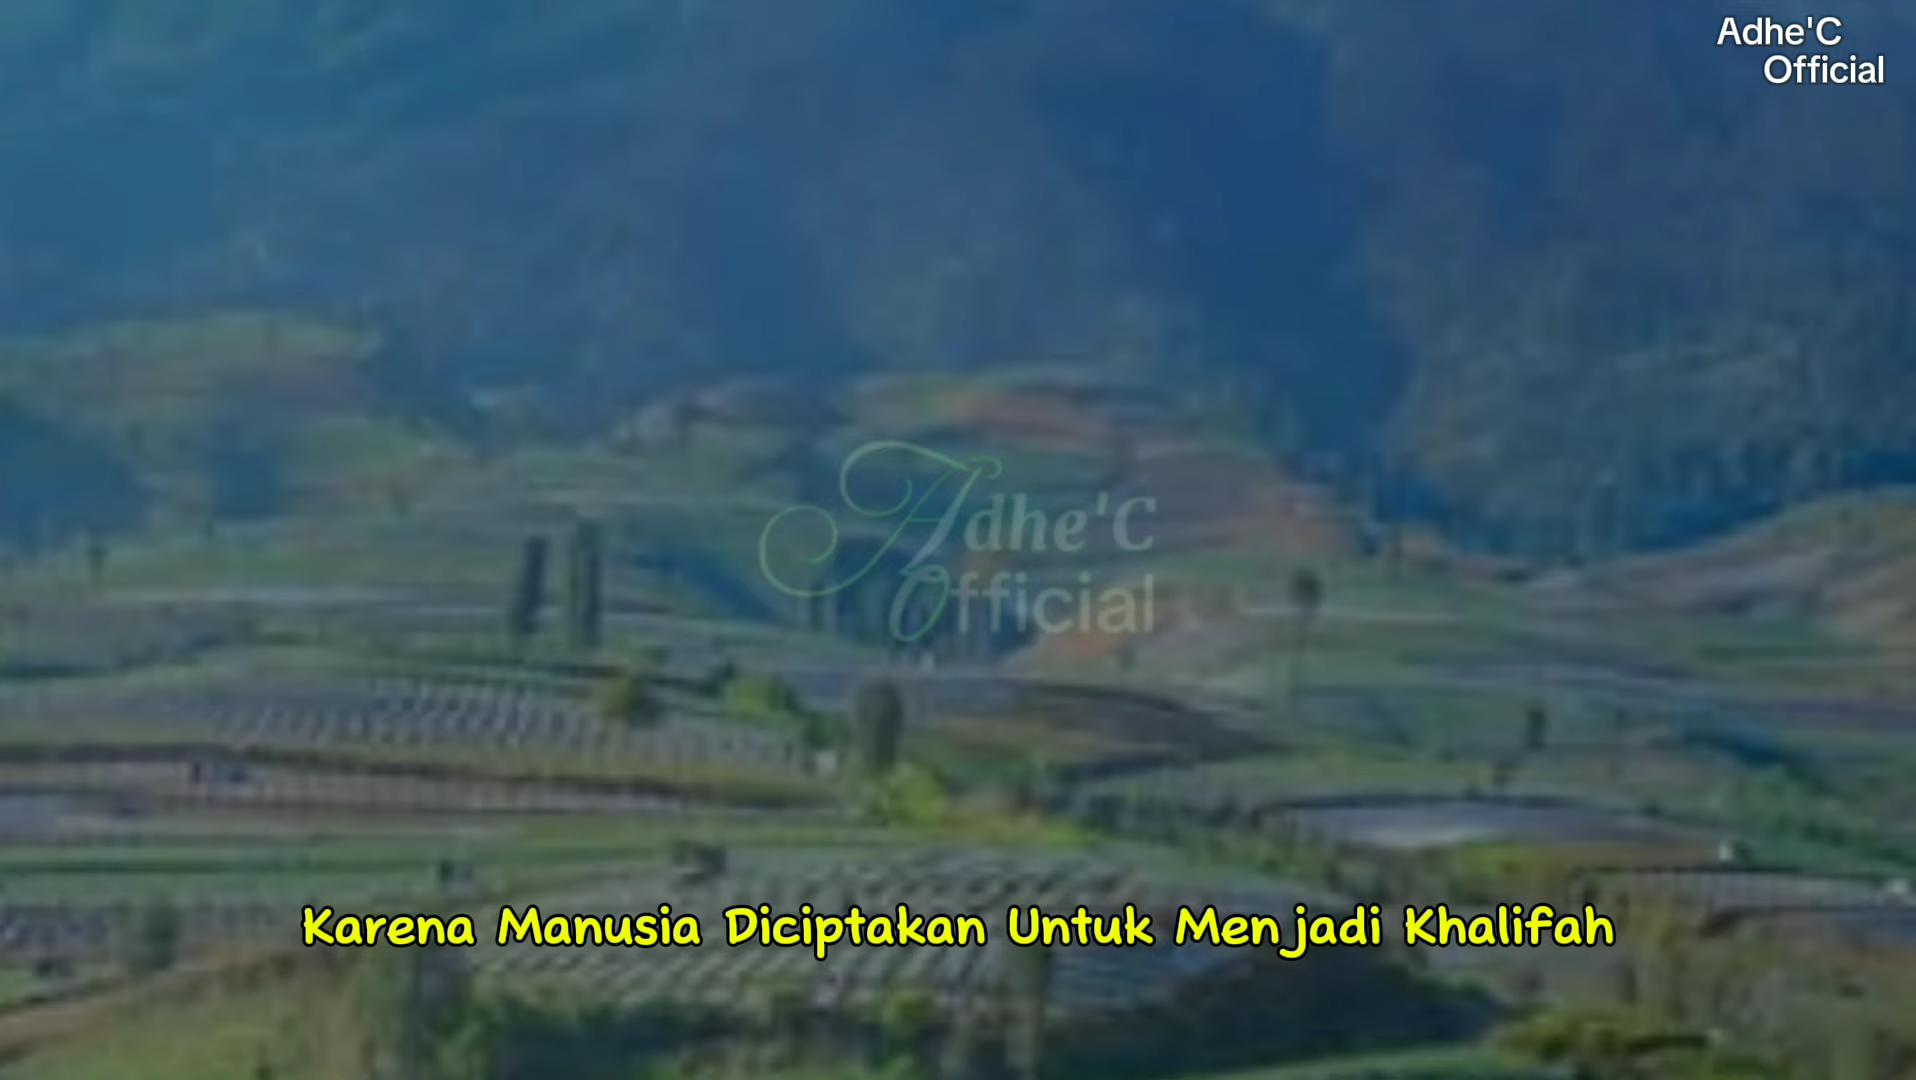 Adhe'C
Official
Adhe'C
Official
Karena Manusia Diciptakan Untuk Menjadi Khalifah